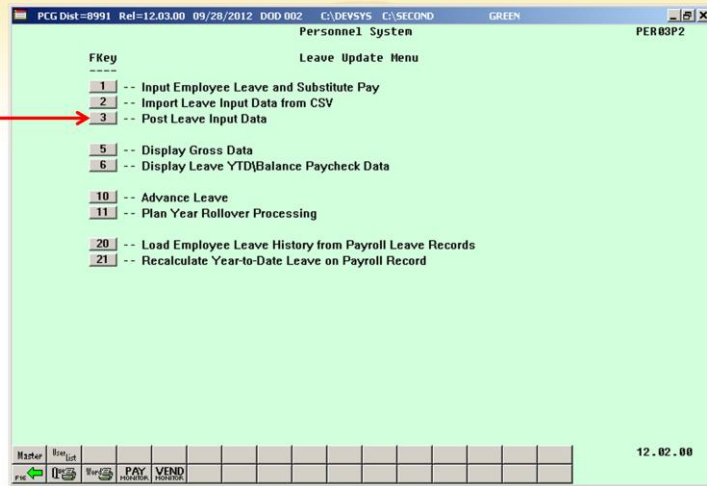 PCG Dist=8991 Rel=12.03.00 09/28/2012 DOD 002 C:\DEVSYS C:\SECOND GREEN
Personnel System PER03P2
FKey Leave Update Menu
----
1 -- Input Employee Leave and Substitute Pay
2 -- Import Leave Input Data from CSV
3 -- Post Leave Input Data
5 -- Display Gross Data
6 -- Display Leave YTD\Balance Paycheck Data
10 -- Advance Leave
11 -- Plan Year Rollover Processing
20 -- Load Employee Leave History from Payroll Leave Records
21 -- Recalculate Year-to-Date Leave on Payroll Record
Master User List 12.02.00
PAY MONITOR VEND MONITOR